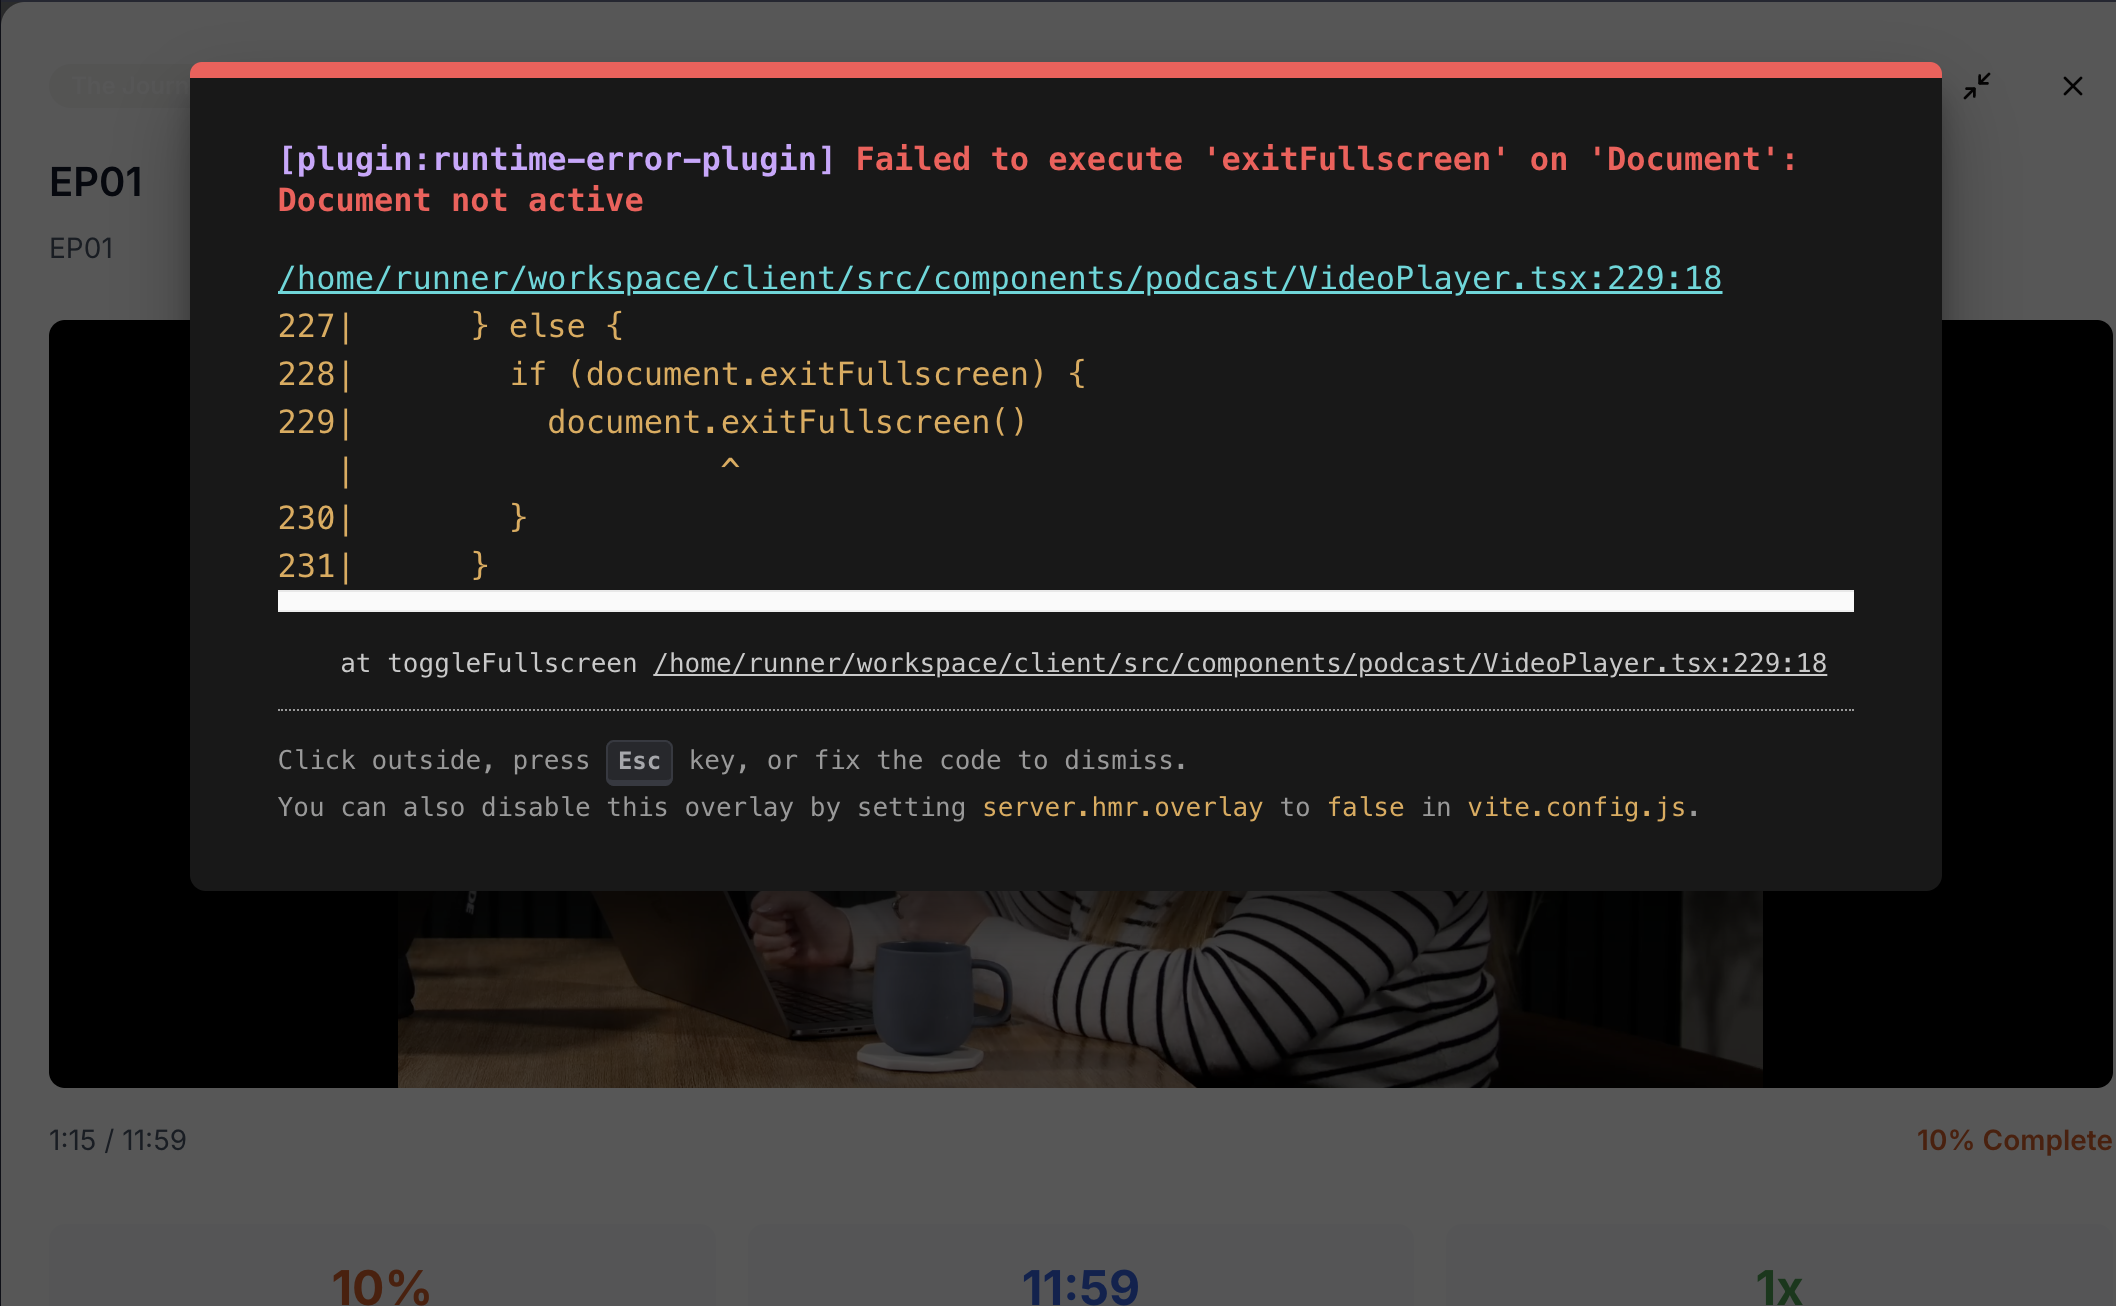 The Journ
EP01
EP01
[plugin:runtime-error-plugin] Failed to execute 'exitFullscreen' on 'Document':
Document not active
/home/runner/workspace/client/src/components/podcast/VideoPlayer.tsx:229:18
227|      } else {
228|        if (document.exitFullscreen) {
229|          document.exitFullscreen()
   |                   ^
230|        }
231|      }
at toggleFullscreen /home/runner/workspace/client/src/components/podcast/VideoPlayer.tsx:229:18
Click outside, press Esc key, or fix the code to dismiss.
You can also disable this overlay by setting server.hmr.overlay to false in vite.config.js.
1:15 / 11:59
10% Complete
10%
11:59
1x